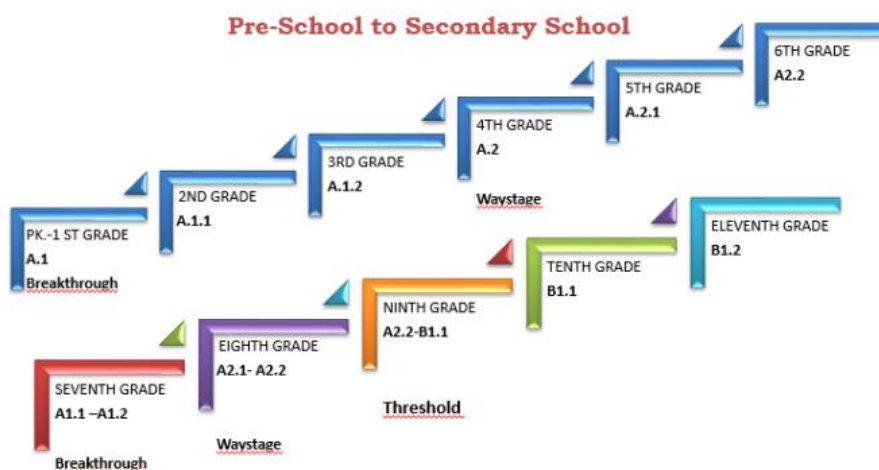 Pre-School to Secondary School
PK.-1 ST GRADE
A.1
Breakthrough
2ND GRADE
A.1.1
3RD GRADE
A.1.2
4TH GRADE
A.2
Waystage
5TH GRADE
A.2.1
6TH GRADE
A2.2
SEVENTH GRADE
A1.1 –A1.2
Breakthrough
EIGHTH GRADE
A2.1- A2.2
Waystage
NINTH GRADE
A2.2-B1.1
Threshold
TENTH GRADE
B1.1
ELEVENTH GRADE
B1.2